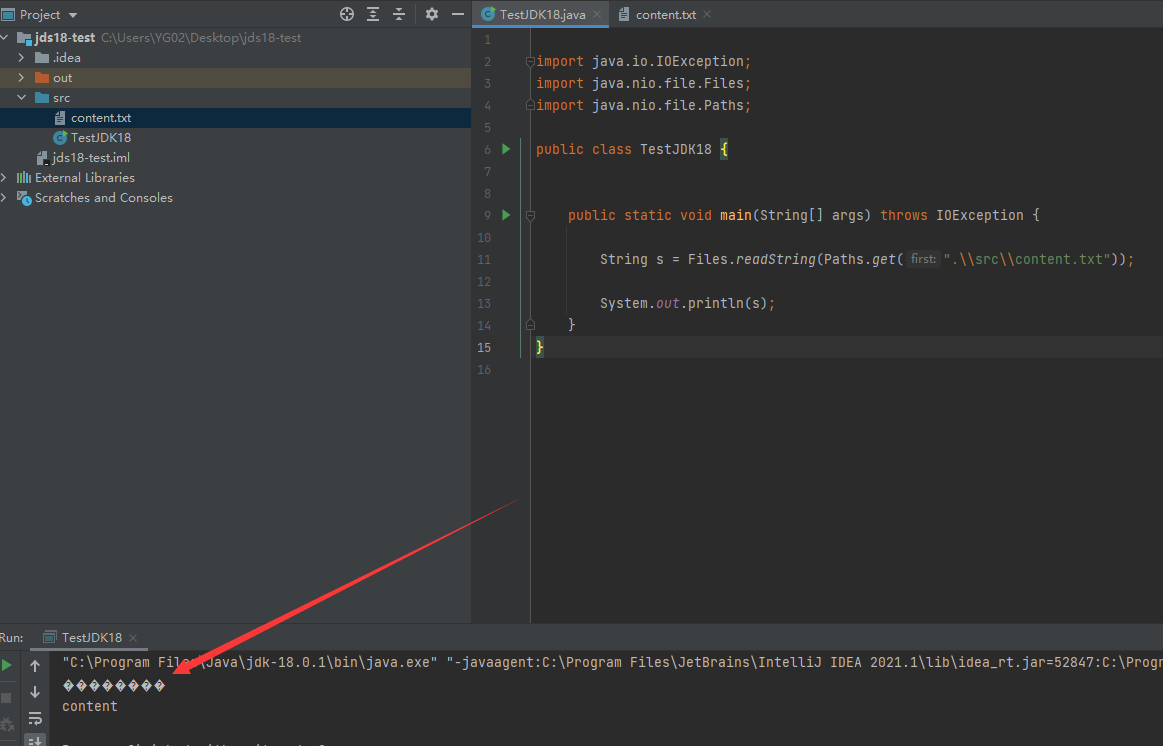 Project
jds18-test C:\Users\YG02\Desktop\jds18-test
.idea
out
src
content.txt
TestJDK18
jds18-test.iml
External Libraries
Scratches and Consoles
TestJDK18.java
content.txt
1
2 import java.io.IOException;
3 import java.nio.file.Files;
4 import java.nio.file.Paths;
5
6 public class TestJDK18 {
7
8
9 public static void main(String[] args) throws IOException {
10
11 String s = Files.readString(Paths.get( first: ".\\src\\content.txt"));
12
13 System.out.println(s);
14 }
15 }
16
Run: TestJDK18
"C:\Program Files\Java\jdk-18.0.1\bin\java.exe" "-javaagent:C:\Program Files\JetBrains\IntelliJ IDEA 2021.1\lib\idea_rt.jar=52847:C:\Progr
��������
content